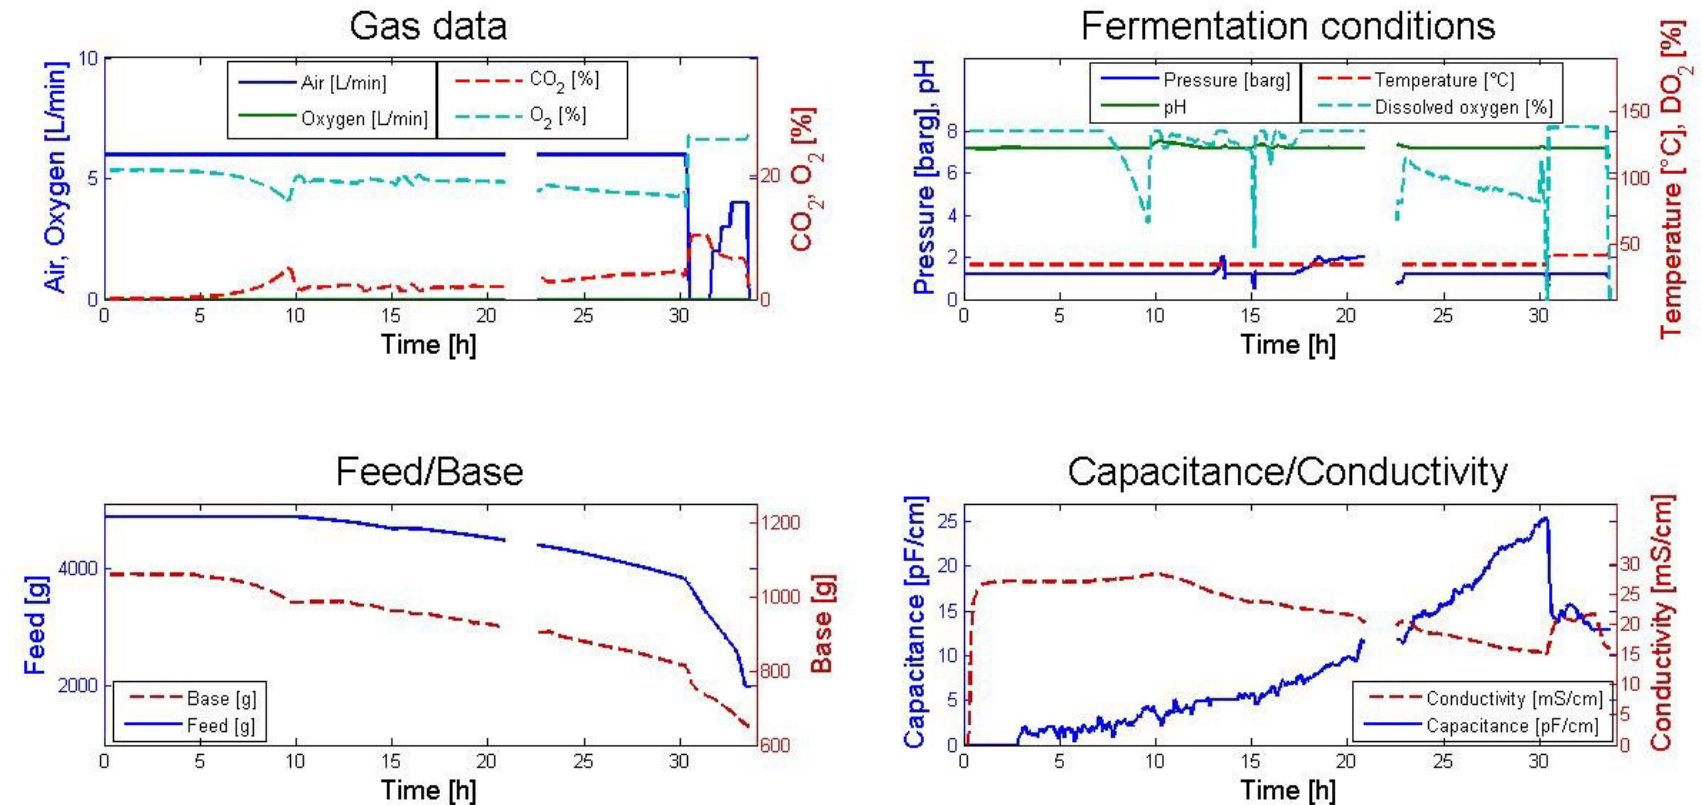 Gas data
Air, Oxygen [L/min]
10
5
0
Air [L/min]
Oxygen [L/min]
CO2 [%]
O2 [%]
20
0
CO2, O2 [%]
0 5 10 15 20 25 30
Time [h]
Fermentation conditions
Pressure [barg], pH
8
6
4
2
0
Pressure [barg]
pH
Temperature [°C]
Dissolved oxygen [%]
150
100
50
Temperature [°C], DO2 [%]
0 5 10 15 20 25 30
Time [h]
Feed/Base
Feed [g]
4000
2000
Base [g]
Feed [g]
1200
1000
800
600
Base [g]
0 5 10 15 20 25 30
Time [h]
Capacitance/Conductivity
Capacitance [pF/cm]
25
20
15
10
5
0
Conductivity [mS/cm]
Capacitance [pF/cm]
30
25
20
15
10
5
0
Conductivity [mS/cm]
0 5 10 15 20 25 30
Time [h]